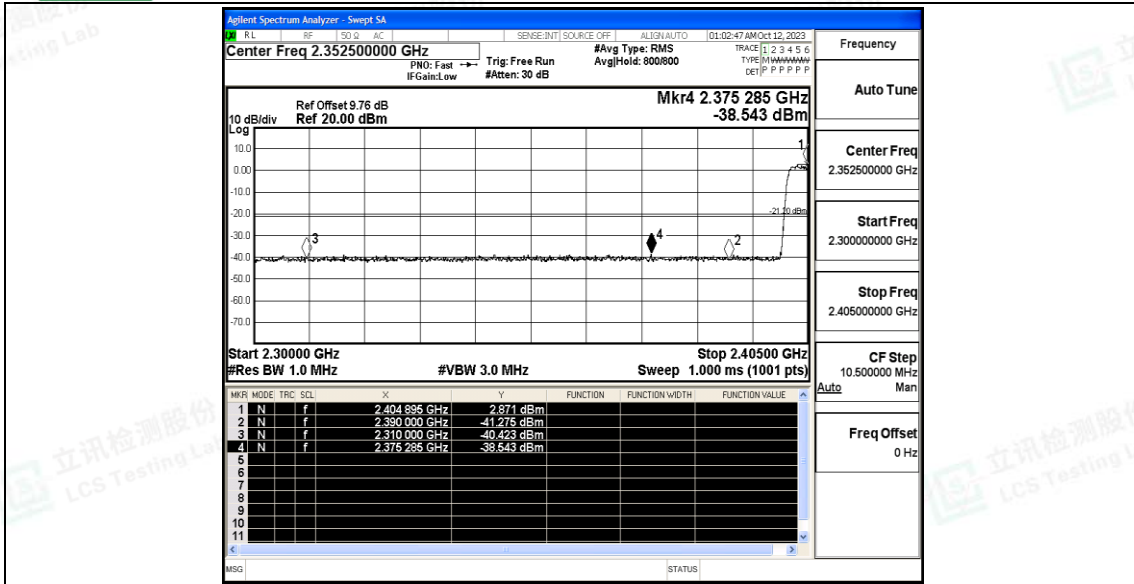 Agilent Spectrum Analyzer - Swept SA
LXI RL RF 50 Ω AC SENSE:INT SOURCE OFF ALIGNAUTO 01:02:47 AM Oct 12, 2023
Center Freq 2.352500000 GHz
PNO: Fast
IFGain:Low
Trig: Free Run
#Atten: 30 dB
#Avg Type: RMS
Avg|Hold: 800/800
TRACE 1 2 3 4 5 6
TYPE M WWWWW
DET P P P P P P
Ref Offset 9.76 dB
Ref 20.00 dBm
10 dB/div
Log
Mkr4 2.375 285 GHz
-38.543 dBm
10.0
0.00
-10.0
-20.0
-30.0
-40.0
-50.0
-60.0
-70.0
1
-21.20 dBm
3
4
2
Start 2.30000 GHz
Stop 2.40500 GHz
#Res BW 1.0 MHz
#VBW 3.0 MHz
Sweep 1.000 ms (1001 pts)
MKR MODE TRC SCL X Y FUNCTION FUNCTION WIDTH FUNCTION VALUE
1 N f 2.404 895 GHz 2.871 dBm
2 N f 2.390 000 GHz -41.275 dBm
3 N f 2.310 000 GHz -40.423 dBm
4 N f 2.375 285 GHz -38.543 dBm
5
6
7
8
9
10
11
MSG
STATUS
Frequency
Auto Tune
Center Freq
2.352500000 GHz
Start Freq
2.300000000 GHz
Stop Freq
2.405000000 GHz
CF Step
10.500000 MHz
Auto Man
Freq Offset
0 Hz
立讯检测股份
LCS Testing Lab
立讯检测股份